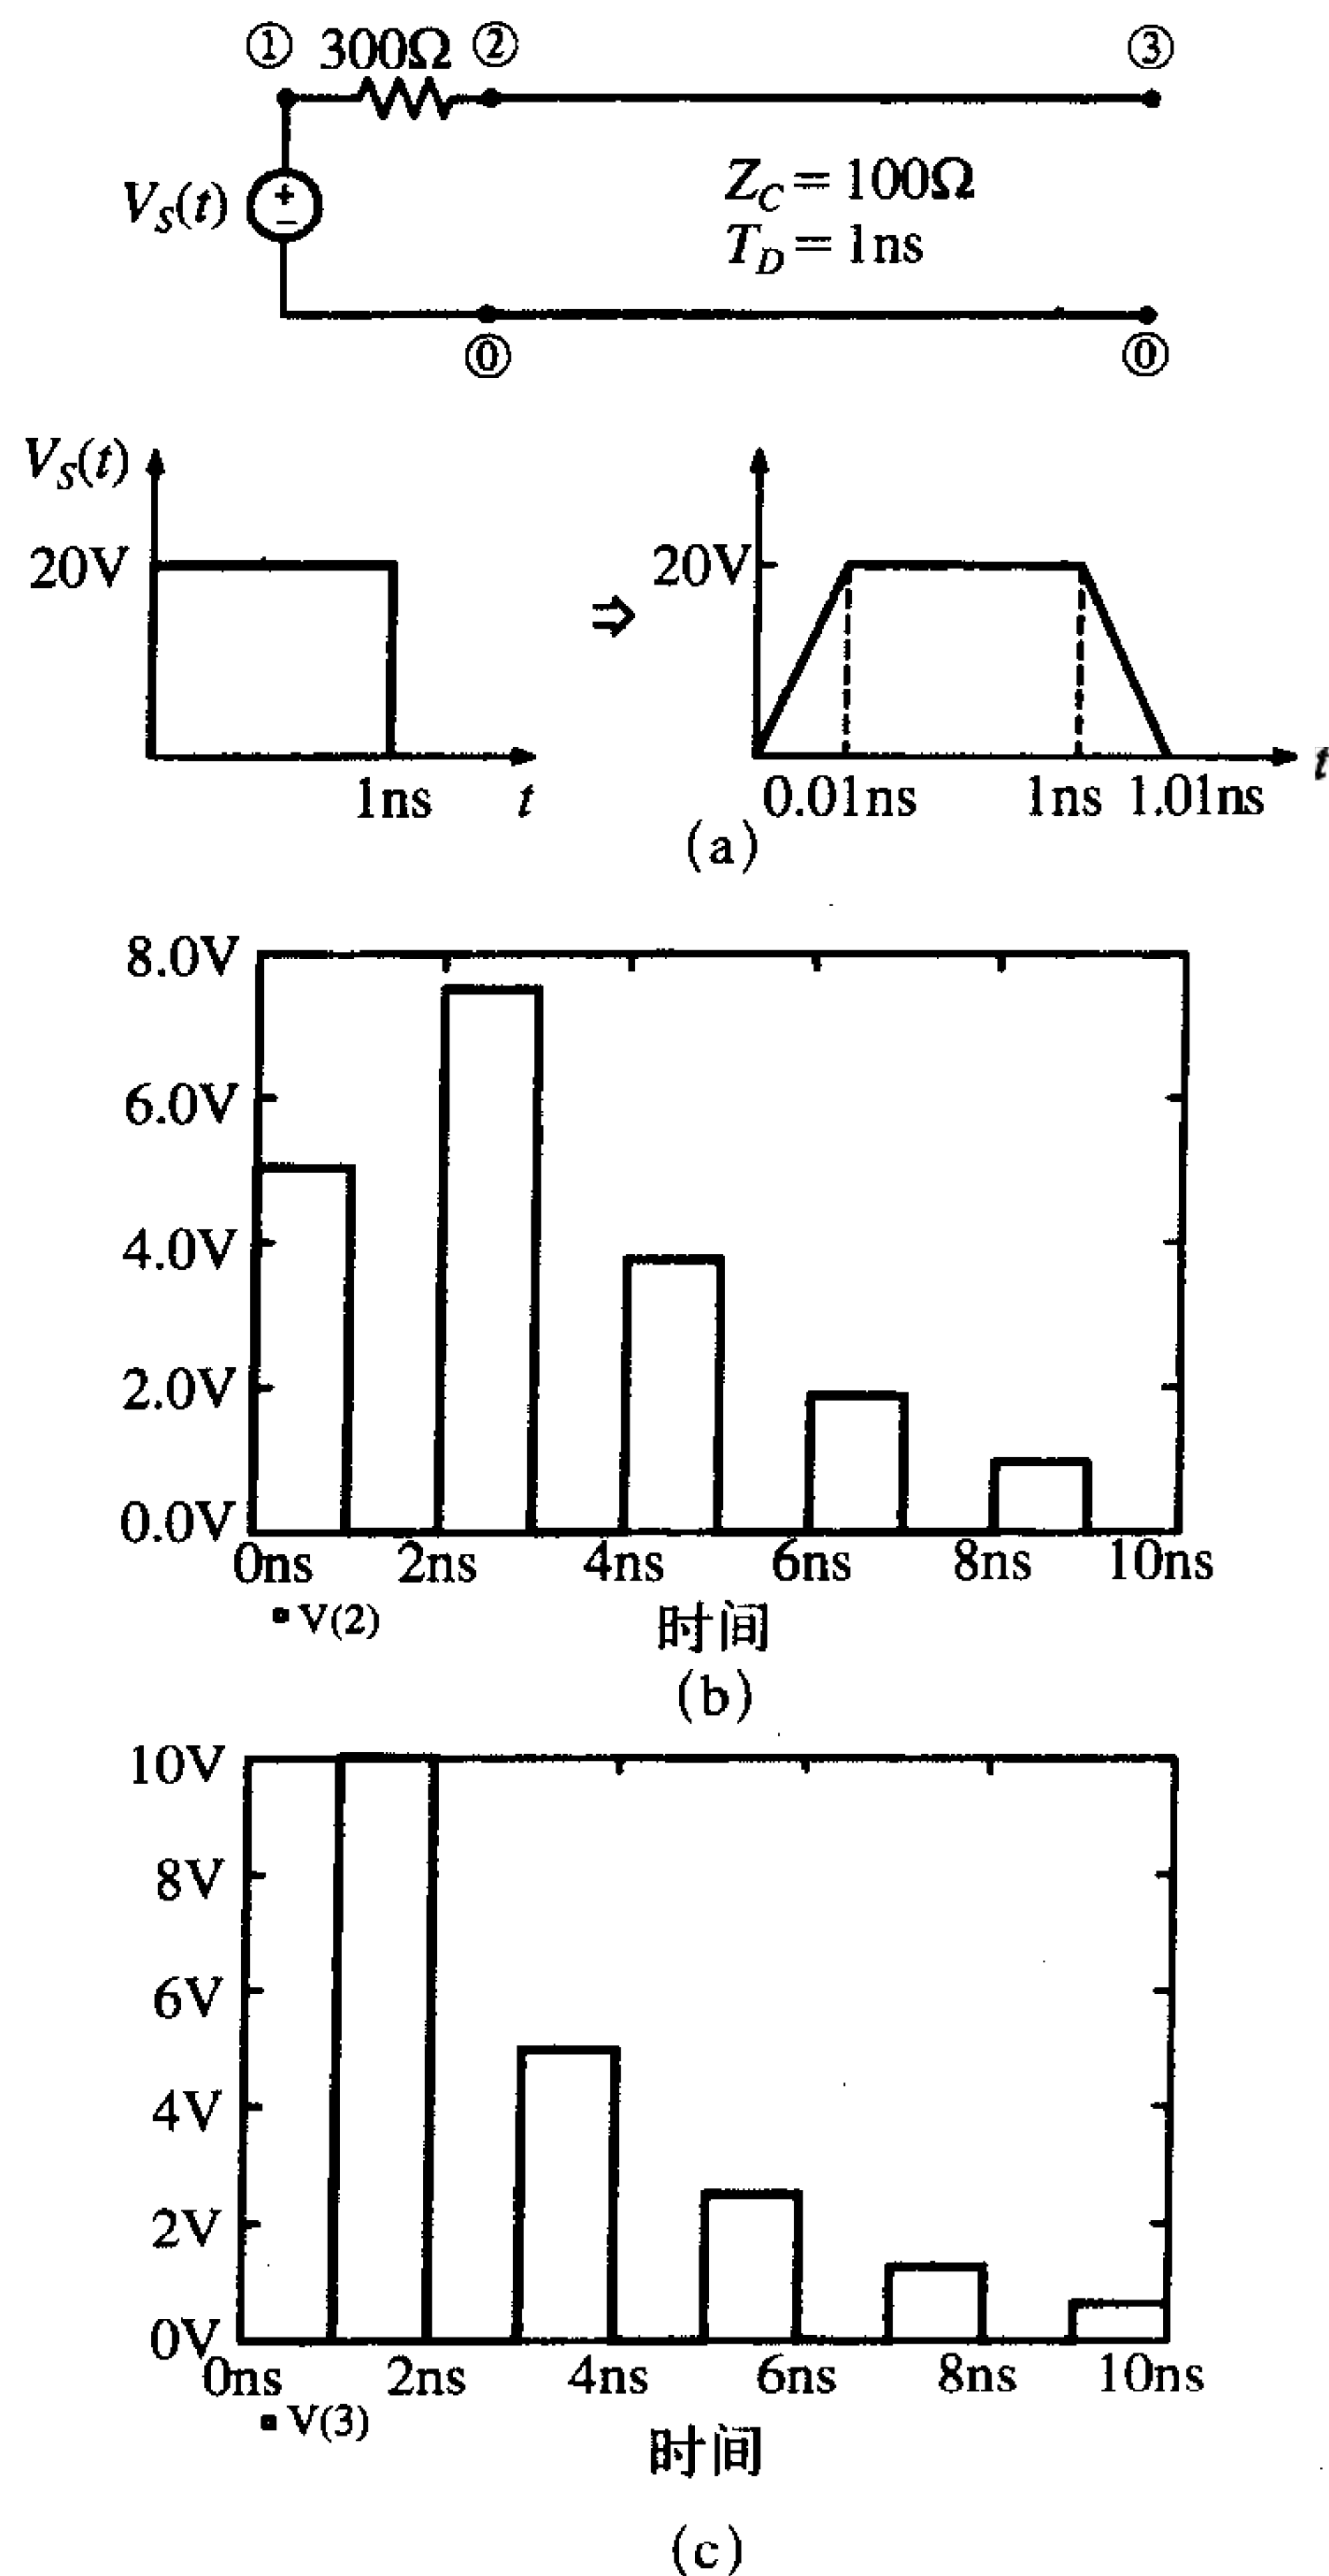 ① 300Ω ② ③
V_S(t) + −
Z_C = 100Ω
T_D = 1ns
⓪ ⓪
V_S(t)
20V 20V
⇒
1ns t 0.01ns 1ns 1.01ns t
(a)
8.0V
6.0V
4.0V
2.0V
0.0V
0ns 2ns 4ns 6ns 8ns 10ns
V(2) 时间
(b)
10V
8V
6V
4V
2V
0V
0ns 2ns 4ns 6ns 8ns 10ns
V(3) 时间
(c)